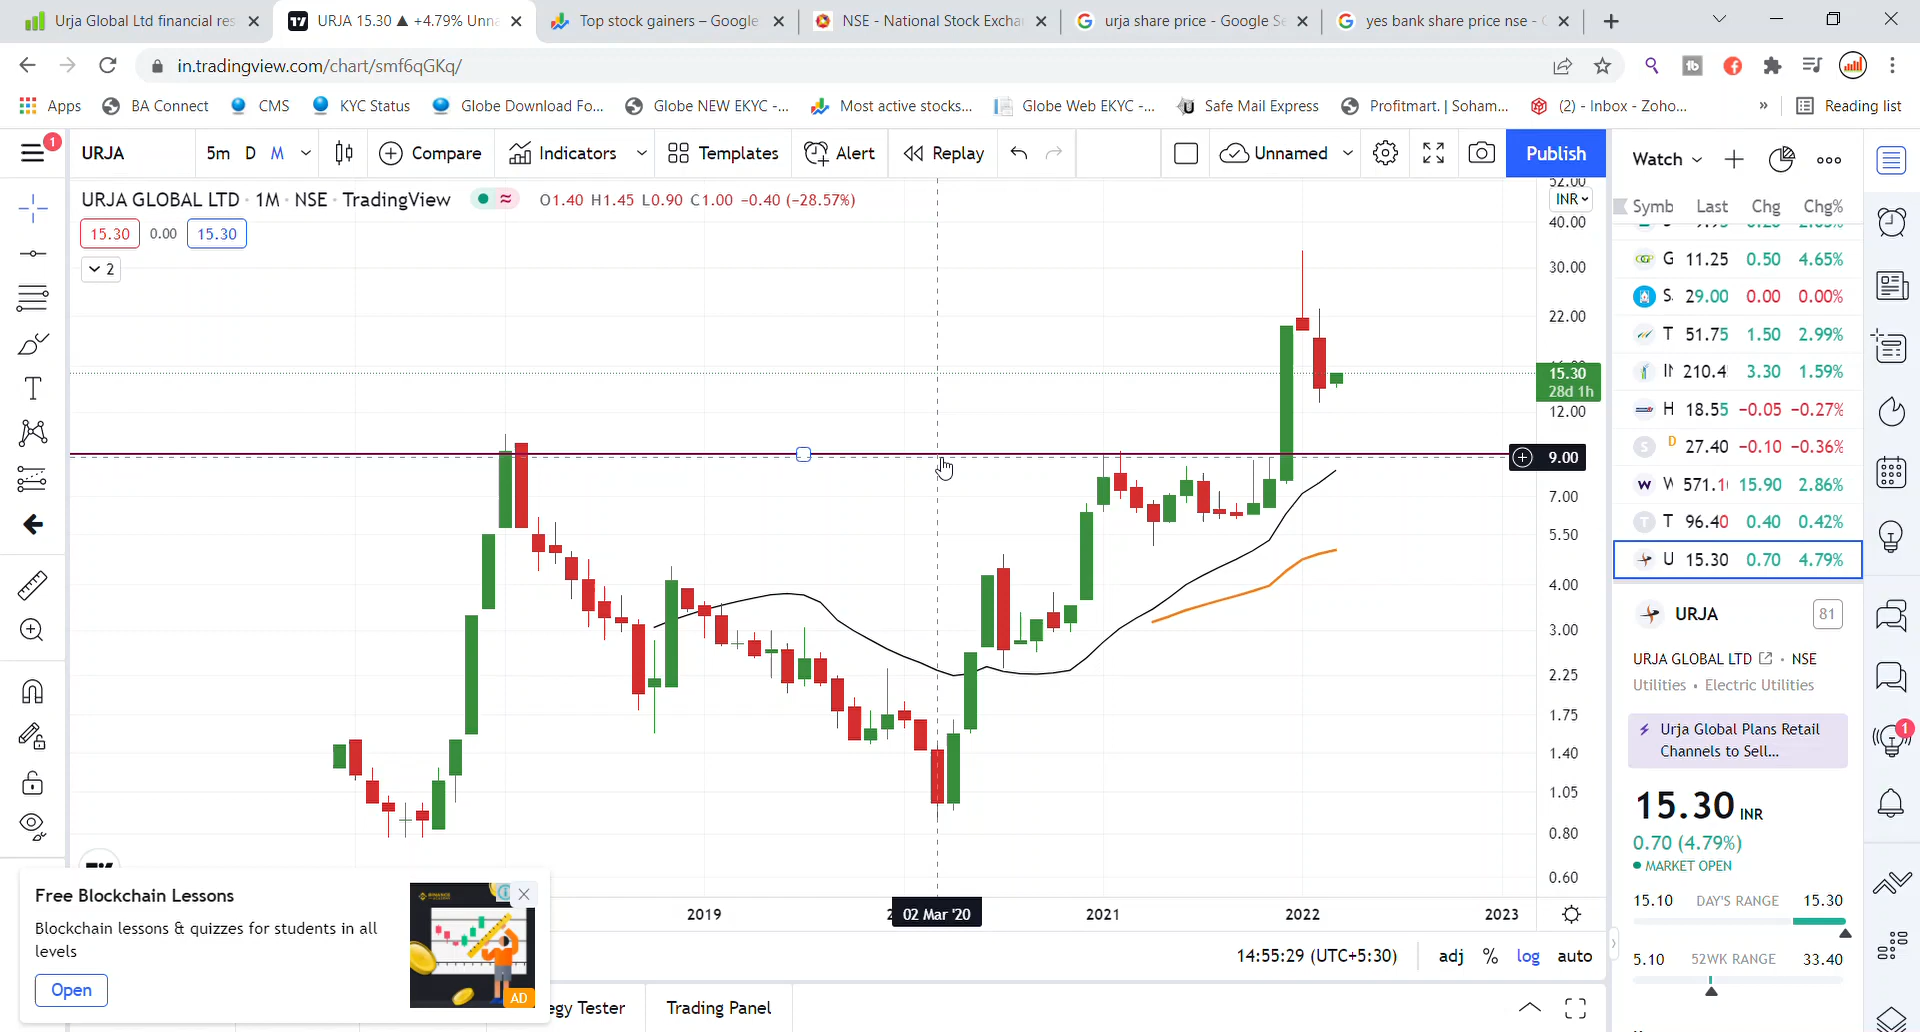 Urja Global Ltd financial res
URJA 15.30 ▲ +4.79% Unna
Top stock gainers – Google
NSE - National Stock Exchan
urja share price - Google Se
yes bank share price nse - G
in.tradingview.com/chart/smf6qGKq/
Apps
BA Connect
CMS
KYC Status
Globe Download Fo...
Globe NEW EKYC -...
Most active stocks...
Globe Web EKYC -...
Safe Mail Express
Profitmart. | Soham...
(2) - Inbox - Zoho...
»
Reading list
1
URJA
5m D M
Compare
Indicators
Templates
Alert
Replay
Unnamed
Publish
Watch
URJA GLOBAL LTD · 1M · NSE · TradingView
O1.40 H1.45 L0.90 C1.00 −0.40 (−28.57%)
15.30 0.00 15.30
2
52.00
INR
40.00
30.00
22.00
15.30
28d 1h
12.00
9.00
7.00
5.50
4.00
3.00
2.25
1.75
1.40
1.05
0.80
0.60
Symb Last Chg Chg%
G 11.25 0.50 4.65%
S 29.00 0.00 0.00%
T 51.75 1.50 2.99%
210.4 3.30 1.59%
H 18.55 −0.05 −0.27%
D 27.40 −0.10 −0.36%
571.1 15.90 2.86%
T 96.40 0.40 0.42%
U 15.30 0.70 4.79%
URJA 81
URJA GLOBAL LTD · NSE
Utilities • Electric Utilities
Urja Global Plans Retail
Channels to Sell...
15.30 INR
0.70 (4.79%)
MARKET OPEN
15.10 DAY'S RANGE 15.30
5.10 52WK RANGE 33.40
1
2019 02 Mar '20 2021 2022 2023
14:55:29 (UTC+5:30) adj % log auto
Free Blockchain Lessons
Blockchain lessons & quizzes for students in all
levels
Open
AD
egy Tester
Trading Panel